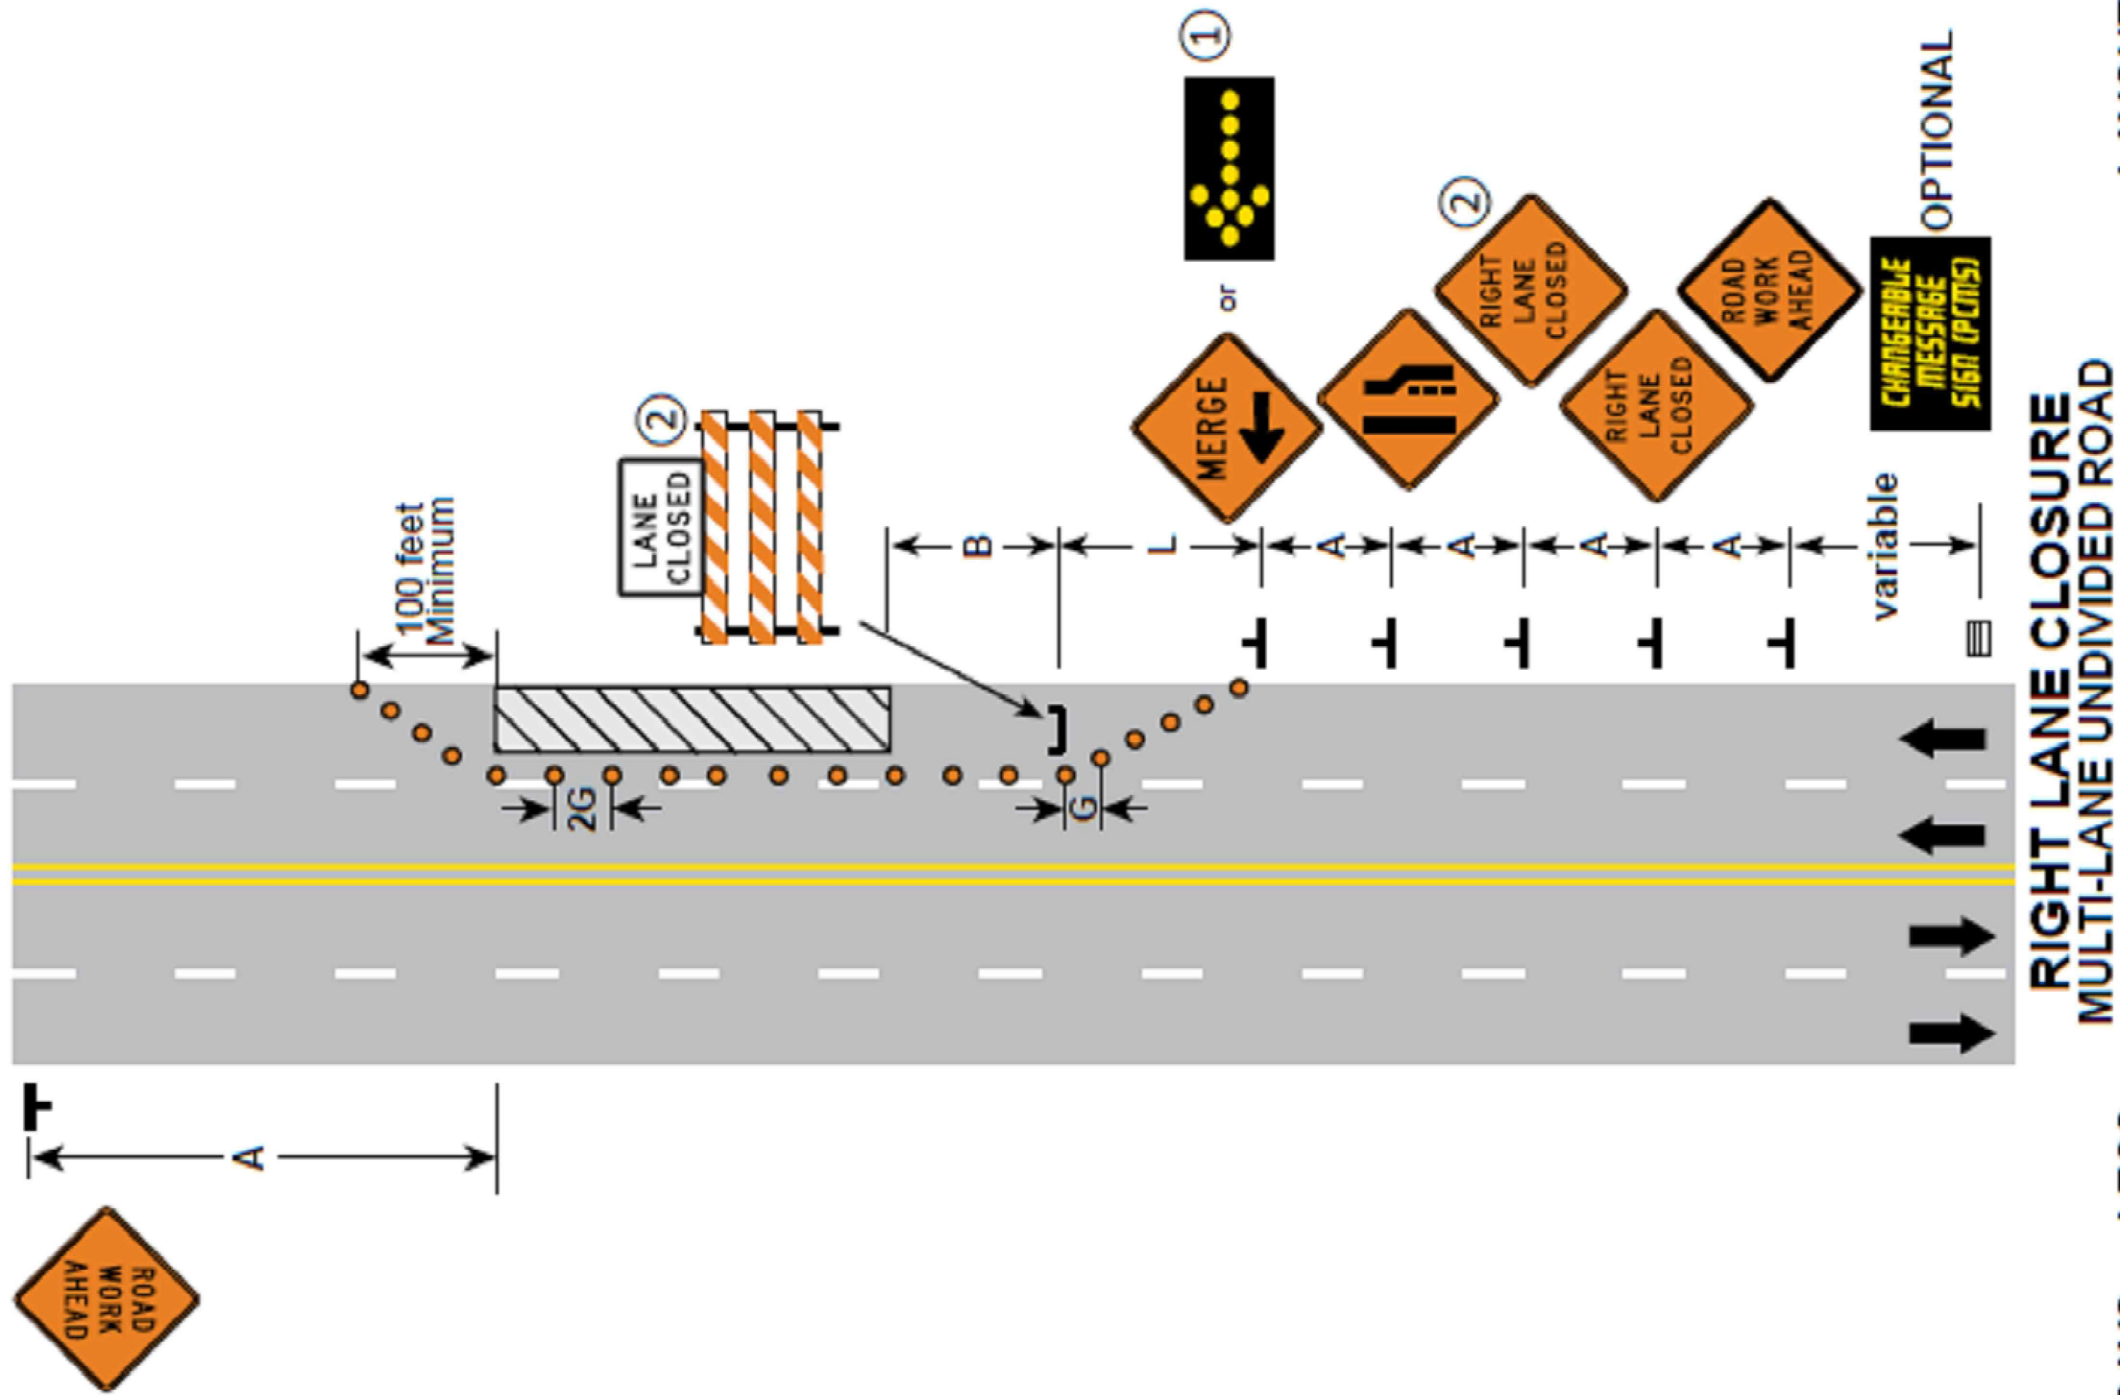 ①
or
MERGE
②
RIGHT
LANE
CLOSED
RIGHT
LANE
CLOSED
ROAD
WORK
AHEAD
CHANGEABLE
MESSAGE
SIGN (PCMS)
OPTIONAL
②
LANE
CLOSED
100 feet
Minimum
B
L
A
A
A
A
variable
2G
G
A
ROAD
WORK
AHEAD
RIGHT LANE CLOSURE
MULTI-LANE UNDIVIDED ROAD